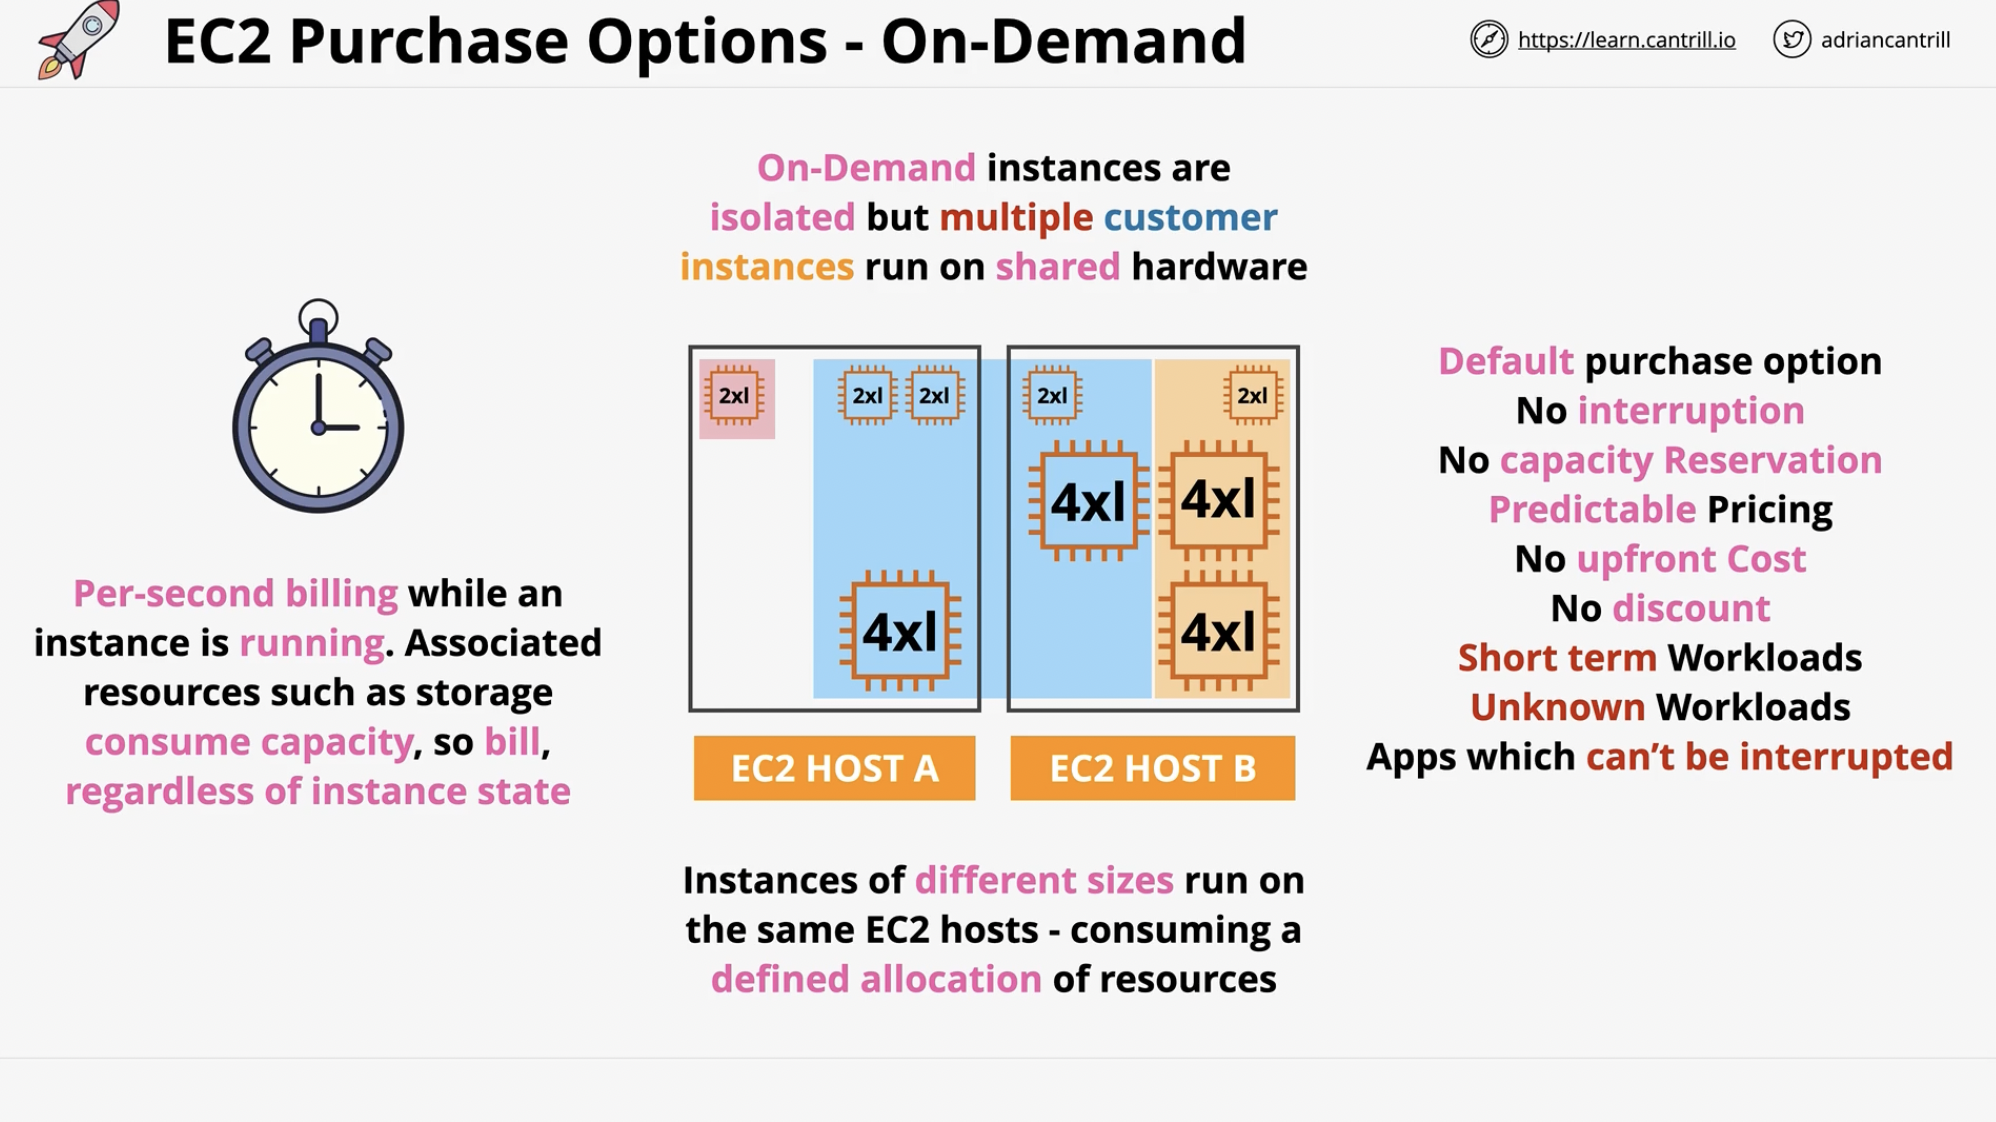 EC2 Purchase Options - On-Demand
https://learn.cantrill.io
adriancantrill
On-Demand instances are
isolated but multiple customer
instances run on shared hardware
Per-second billing while an
instance is running. Associated
resources such as storage
consume capacity, so bill,
regardless of instance state
2xl
2xl
2xl
4xl
2xl
2xl
4xl
4xl
4xl
EC2 HOST A
EC2 HOST B
Instances of different sizes run on
the same EC2 hosts - consuming a
defined allocation of resources
Default purchase option
No interruption
No capacity Reservation
Predictable Pricing
No upfront Cost
No discount
Short term Workloads
Unknown Workloads
Apps which can’t be interrupted